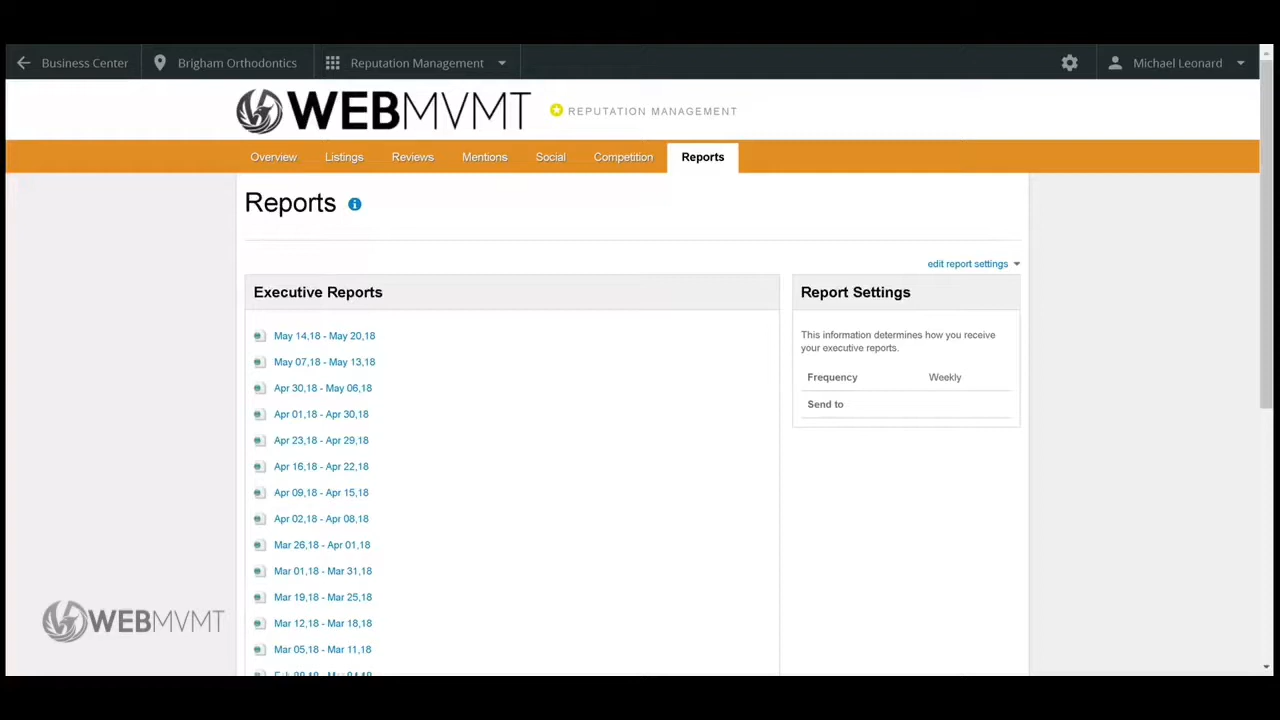 Business Center
Brigham Orthodontics
Reputation Management
Michael Leonard
WEBMVMT
REPUTATION MANAGEMENT
Overview
Listings
Reviews
Mentions
Social
Competition
Reports
Reports
edit report settings
Executive Reports
May 14,18 - May 20,18
May 07,18 - May 13,18
Apr 30,18 - May 06,18
Apr 01,18 - Apr 30,18
Apr 23,18 - Apr 29,18
Apr 16,18 - Apr 22,18
Apr 09,18 - Apr 15,18
Apr 02,18 - Apr 08,18
Mar 26,18 - Apr 01,18
Mar 01,18 - Mar 31,18
Mar 19,18 - Mar 25,18
Mar 12,18 - Mar 18,18
Mar 05,18 - Mar 11,18
Report Settings
This information determines how you receive
your executive reports.
Frequency Weekly
Send to
WEBMVMT